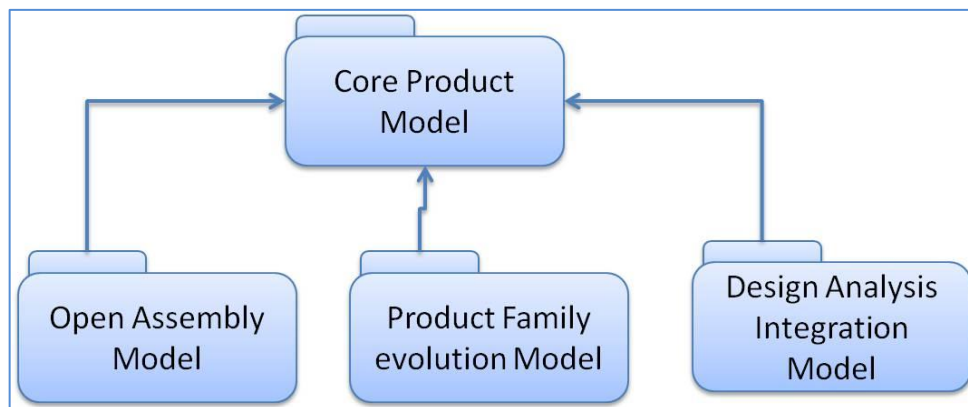 Core Product
Model
Open Assembly
Model
Product Family
evolution Model
Design Analysis
Integration
Model